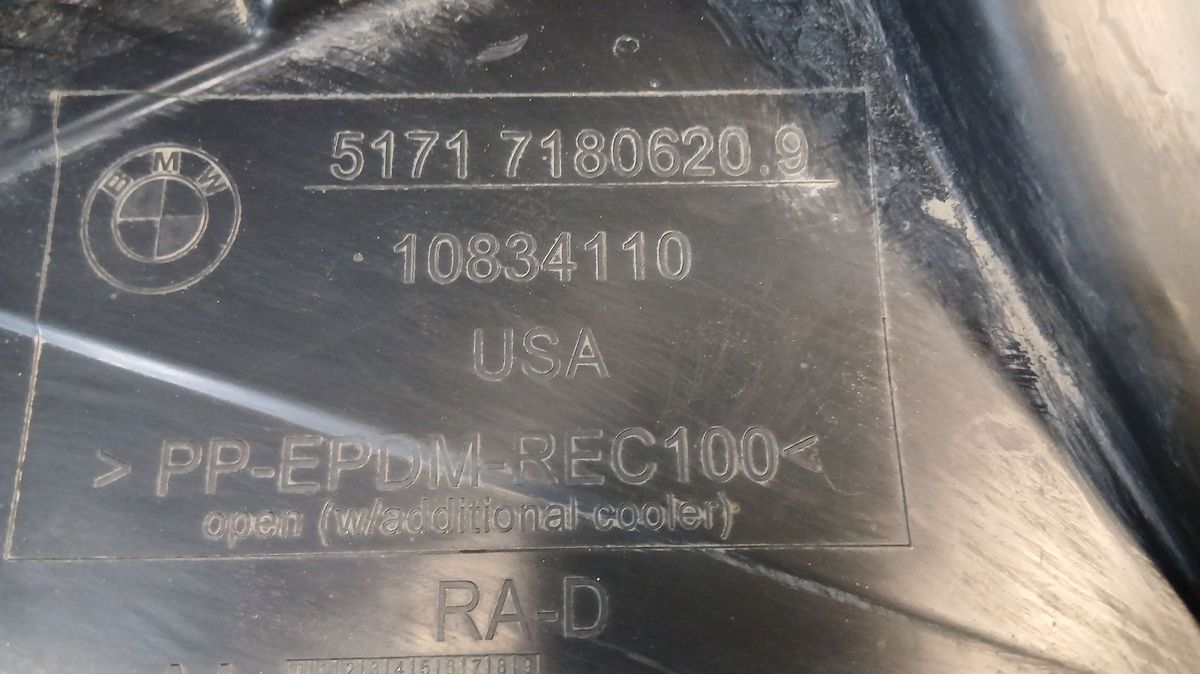 BMW
5171 7180620.9
10834110
USA
>PP-EPDM-REC100<
open (w/additional cooler)
RA-D